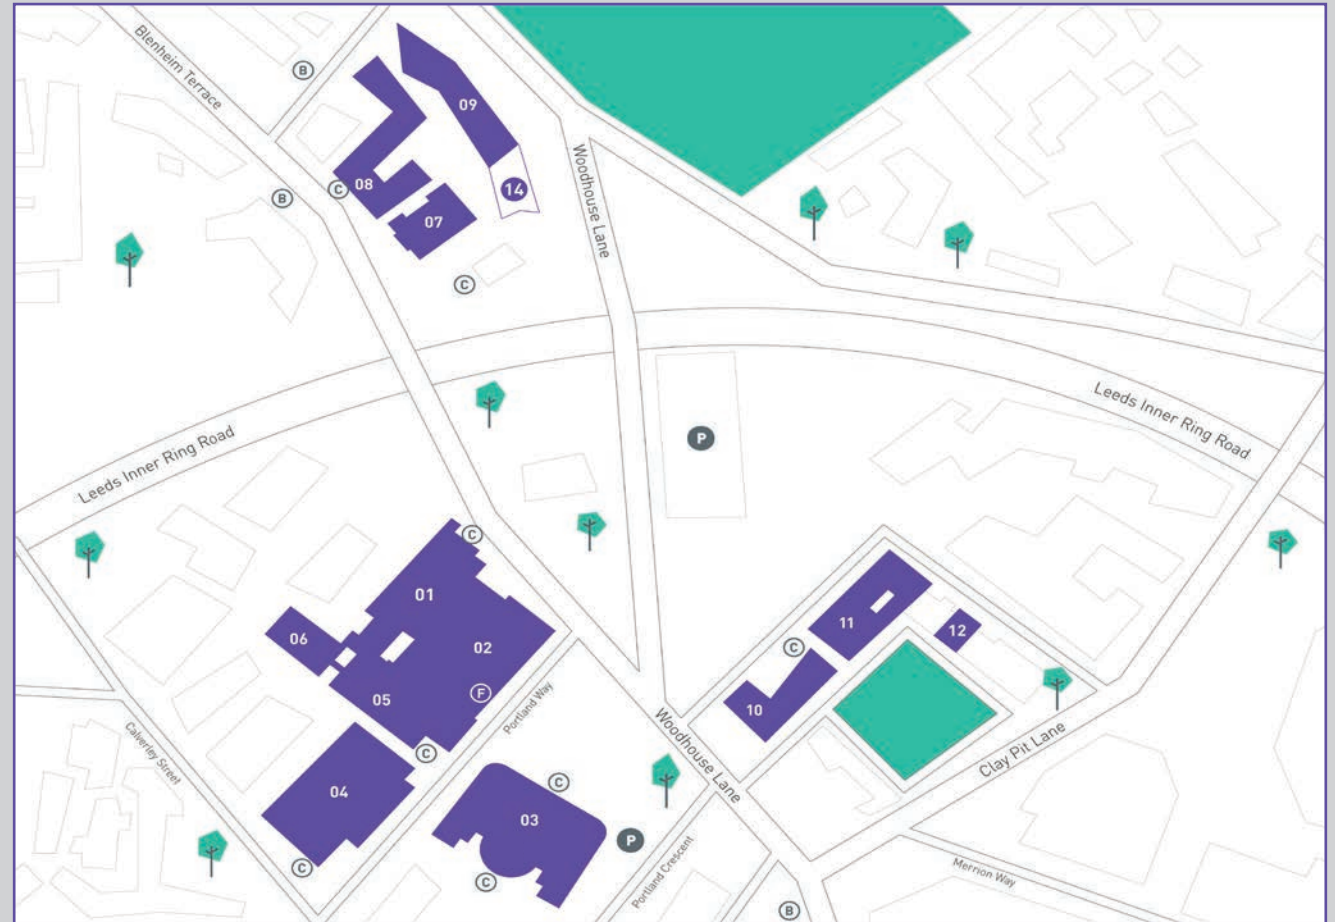 Blenheim Terrace
B
09
Woodhouse Lane
14
08
C
B
07
C
P
Leeds Inner Ring Road
Leeds Inner Ring Road
C
01
06
02
11
12
C
05
F
10
Portland Way
Woodhouse Lane
Calverley Street
C
Clay Pit Lane
04
C
03
P
Portland Crescent
C
C
Merrion Way
B